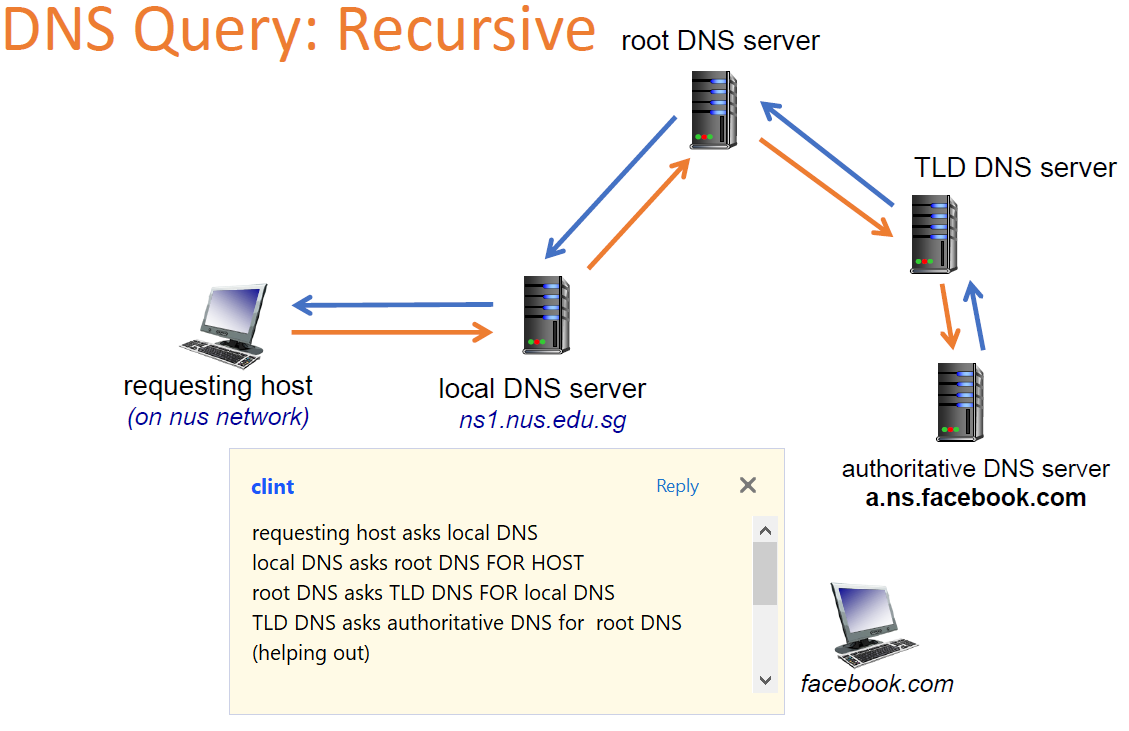 DNS Query: Recursive
root DNS server
TLD DNS server
requesting host
(on nus network)
local DNS server
ns1.nus.edu.sg
authoritative DNS server
a.ns.facebook.com
clint
Reply
requesting host asks local DNS
local DNS asks root DNS FOR HOST
root DNS asks TLD DNS FOR local DNS
TLD DNS asks authoritative DNS for  root DNS
(helping out)
facebook.com